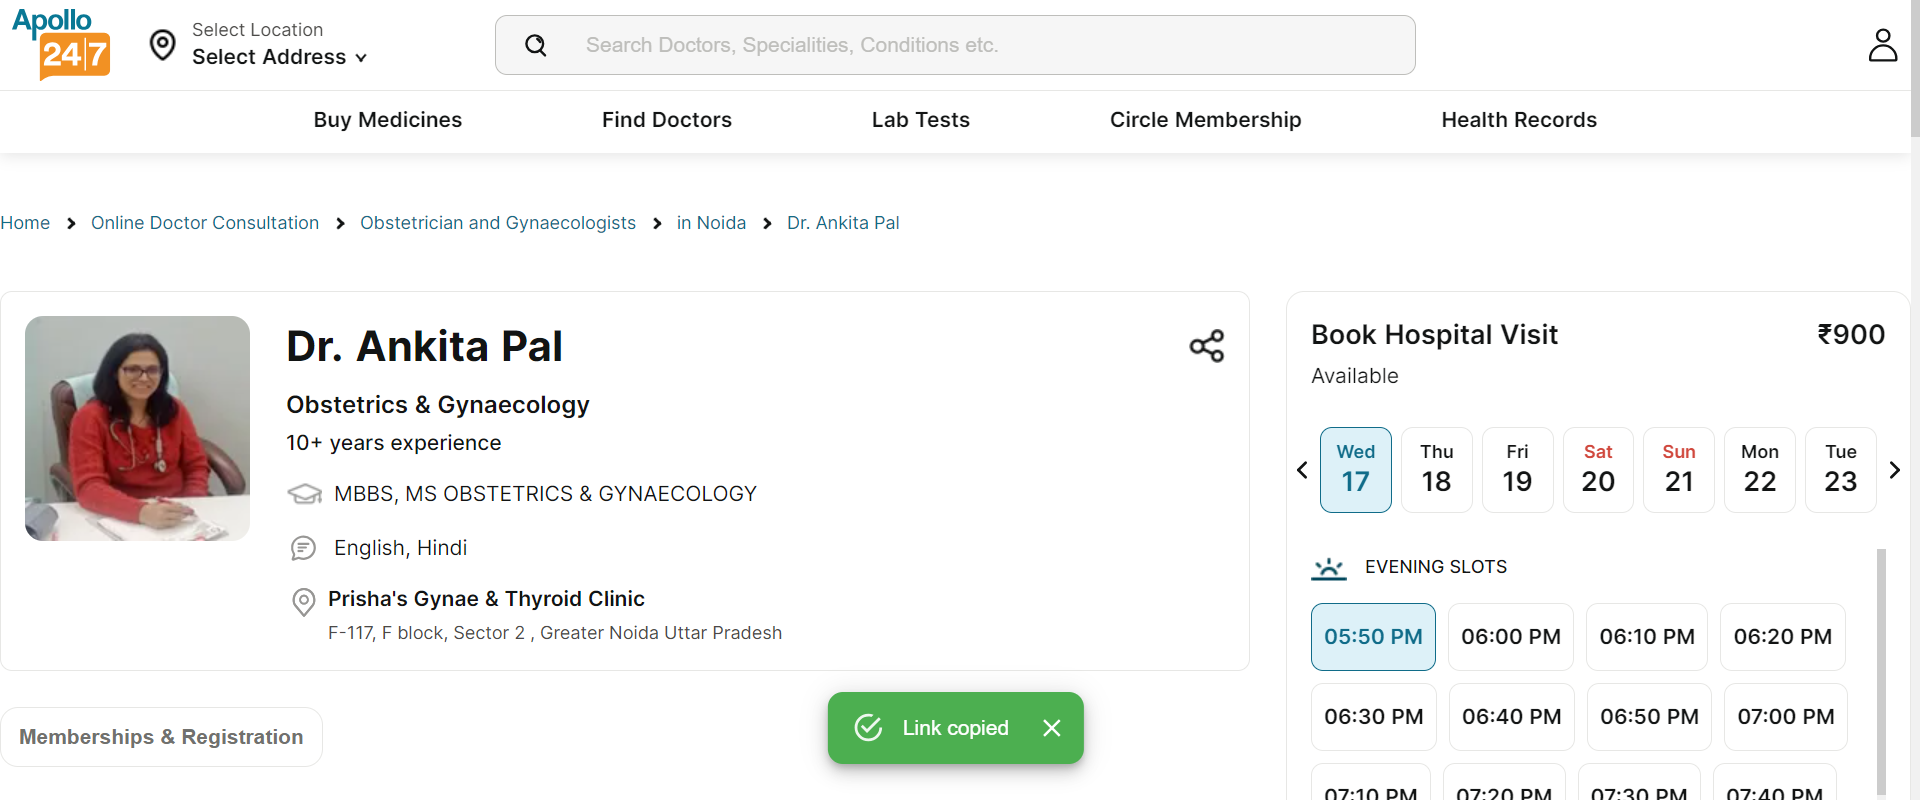 Apollo
24|7
Select Location
Select Address
Search Doctors, Specialities, Conditions etc.
Buy Medicines
Find Doctors
Lab Tests
Circle Membership
Health Records
Home
Online Doctor Consultation
Obstetrician and Gynaecologists
in Noida
Dr. Ankita Pal
Dr. Ankita Pal
Obstetrics & Gynaecology
10+ years experience
MBBS, MS OBSTETRICS & GYNAECOLOGY
English, Hindi
Prisha's Gynae & Thyroid Clinic
F-117, F block, Sector 2 , Greater Noida Uttar Pradesh
Memberships & Registration
Link copied
Book Hospital Visit ₹900
Available
Wed Thu Fri Sat Sun Mon Tue
17 18 19 20 21 22 23
EVENING SLOTS
05:50 PM 06:00 PM 06:10 PM 06:20 PM
06:30 PM 06:40 PM 06:50 PM 07:00 PM
07:10 PM 07:20 PM 07:30 PM 07:40 PM